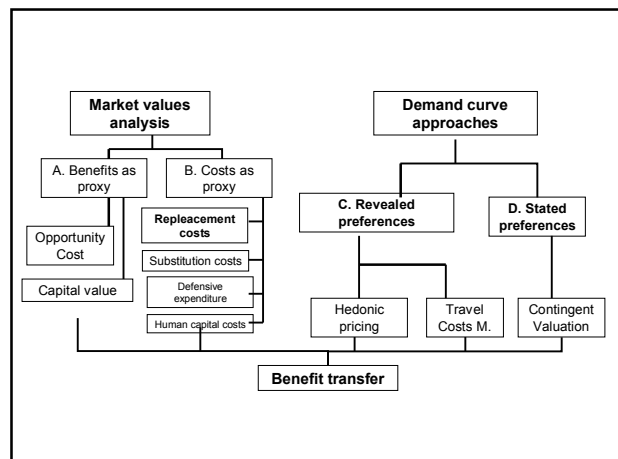 Market values
analysis
Demand curve
approaches
A. Benefits as
proxy
B. Costs as
proxy
C. Revealed
preferences
D. Stated
preferences
Repleacement
costs
Opportunity
Cost
Substitution costs
Capital value
Defensive
expenditure
Human capital costs
Hedonic
pricing
Travel
Costs M.
Contingent
Valuation
Benefit transfer